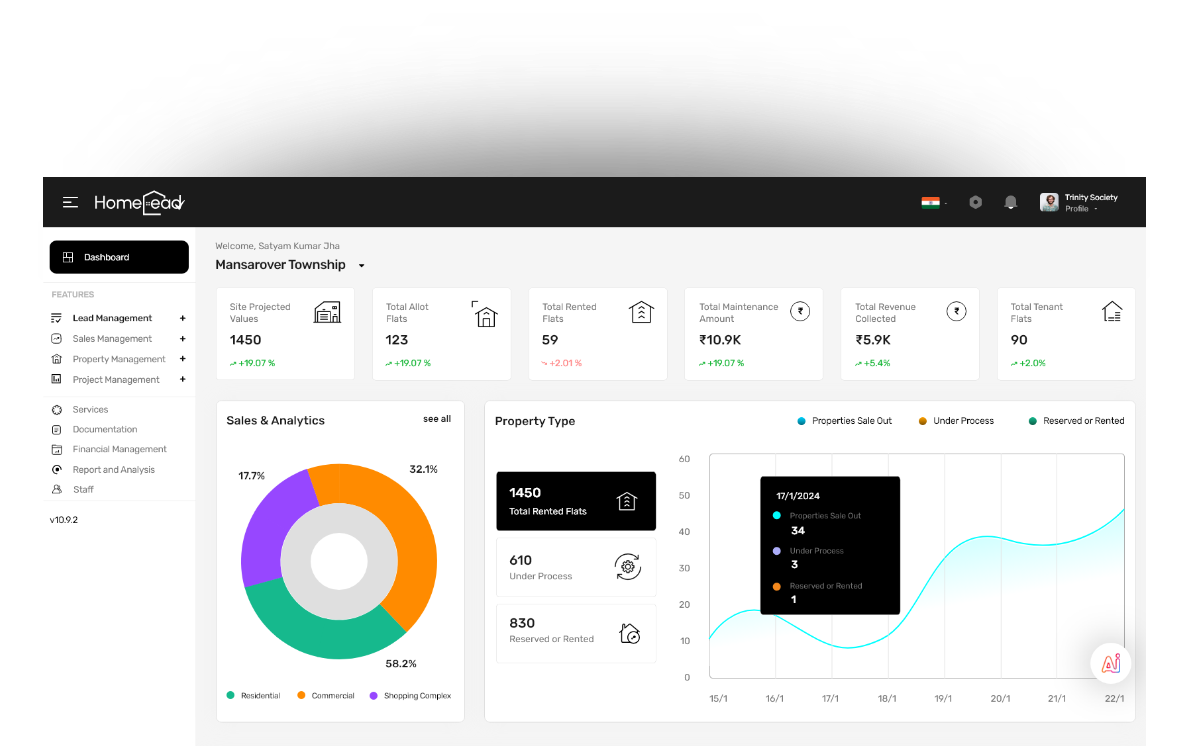 HomeLead
Trinity Society
Profile
Dashboard
FEATURES
Lead Management +
Sales Management +
Property Management +
Project Management +
Services
Documentation
Financial Management
Report and Analysis
Staff
v10.9.2
Welcome, Satyam Kumar Jha
Mansarover Township
Site Projected
Values
1450
+19.07 %
Total Allot
Flats
123
+19.07 %
Total Rented
Flats
59
+2.01 %
Total Maintenance
Amount
₹
₹10.9K
+19.07 %
Total Revenue
Collected
₹
₹5.9K
+5.4%
Total Tenant
Flats
90
+2.0%
Sales & Analytics
see all
17.7%
32.1%
58.2%
Residential
Commercial
Shopping Complex
Property Type
Properties Sale Out
Under Process
Reserved or Rented
1450
Total Rented Flats
610
Under Process
830
Reserved or Rented
60
50
40
30
20
10
0
17/1/2024
Properties Sale Out
34
Under Process
3
Reserved or Rented
1
15/1
16/1
17/1
18/1
19/1
20/1
21/1
22/1
Ai